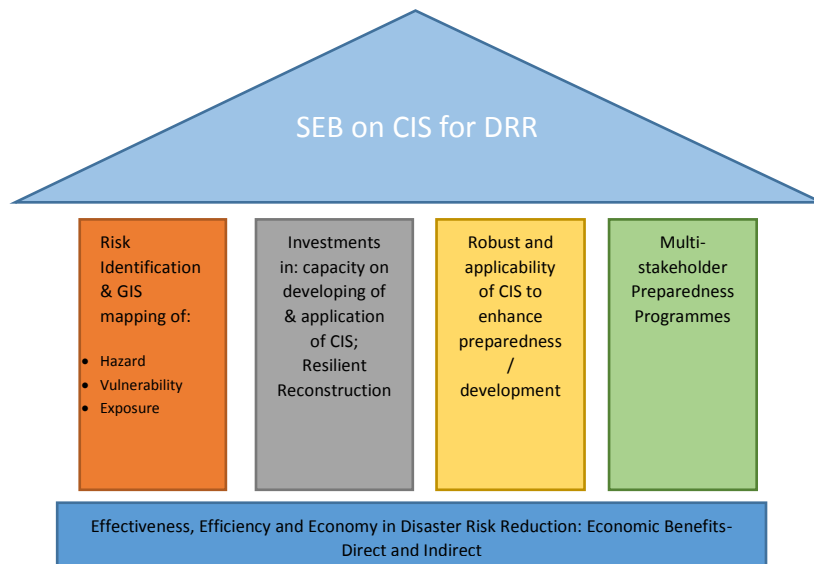 SEB on CIS for DRR
Risk
Identification
& GIS
mapping of:
• Hazard
• Vulnerability
• Exposure
Investments
in: capacity on
developing of
& application
of CIS;
Resilient
Reconstruction
Robust and
applicability
of CIS to
enhance
preparedness
/
development
Multi-
stakeholder
Preparedness
Programmes
Effectiveness, Efficiency and Economy in Disaster Risk Reduction: Economic Benefits-
Direct and Indirect